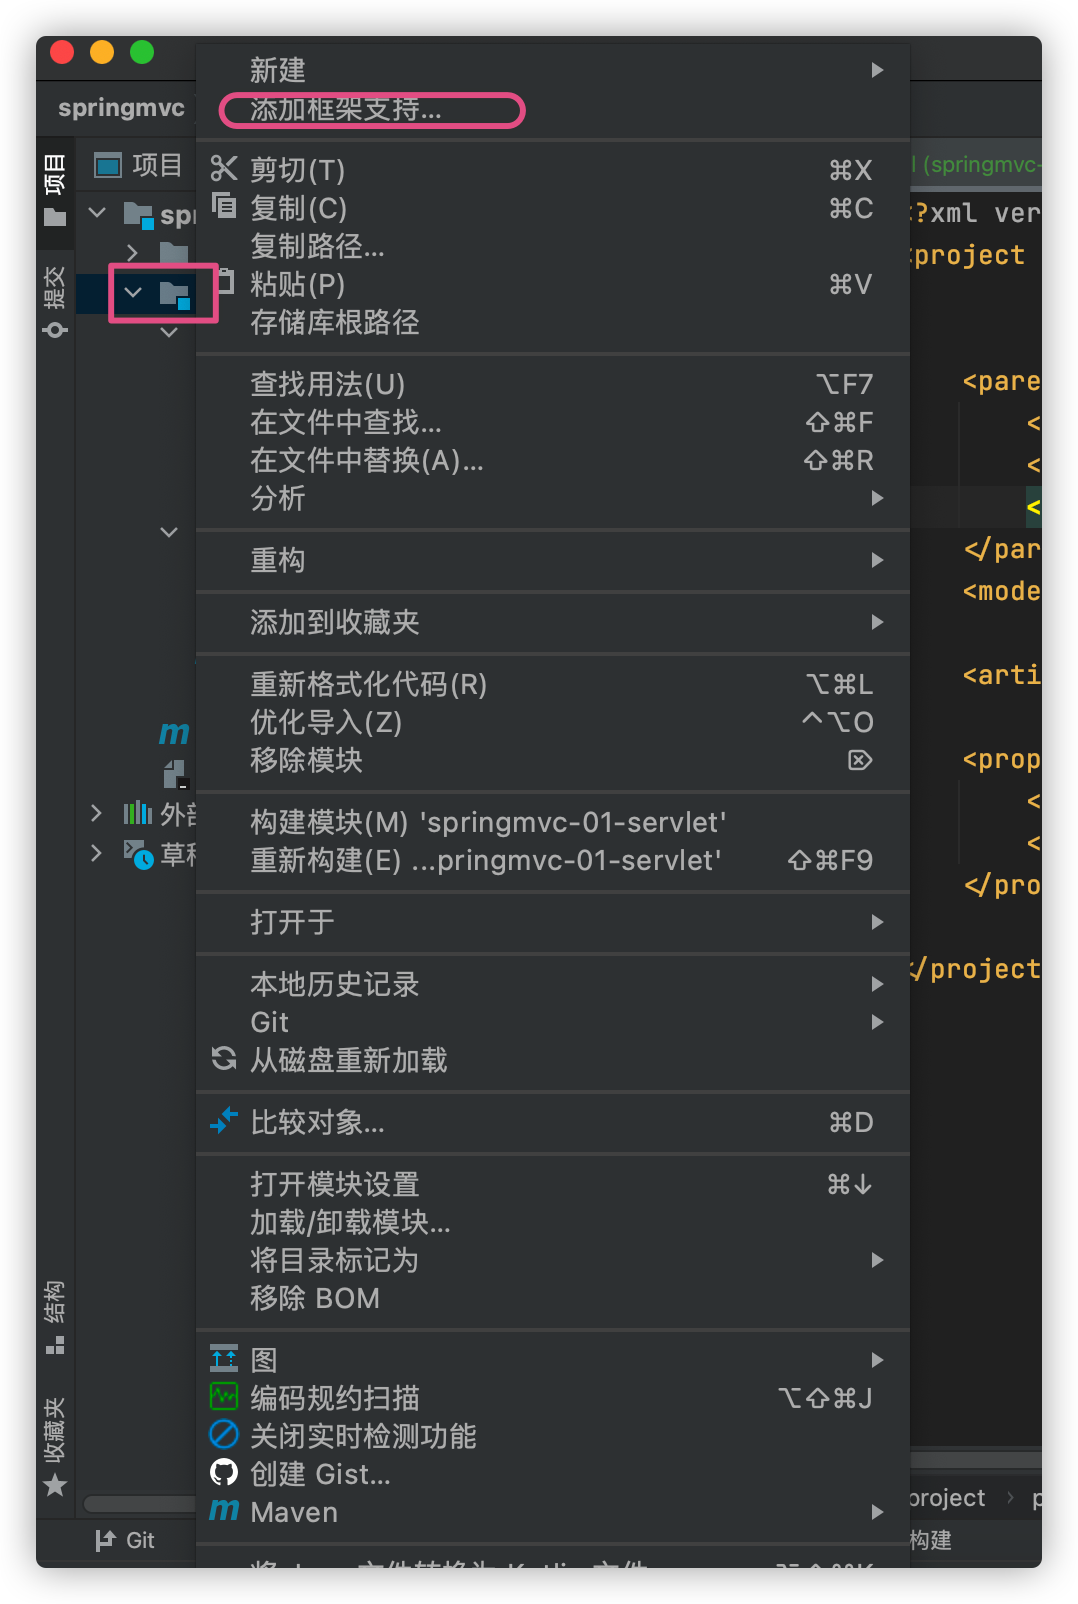 springmvc
新建
添加框架支持...
项目
项目
提交
结构
收藏夹
剪切(T) ⌘X
复制(C) ⌘C
复制路径...
粘贴(P) ⌘V
存储库根路径
查找用法(U) ⌥F7
在文件中查找... ⇧⌘F
在文件中替换(A)... ⇧⌘R
分析
重构
添加到收藏夹
重新格式化代码(R) ⌥⌘L
优化导入(Z) ^⌥O
移除模块 ⌦
构建模块(M) 'springmvc-01-servlet'
重新构建(E) ...pringmvc-01-servlet' ⇧⌘F9
打开于
本地历史记录
Git
从磁盘重新加载
比较对象... ⌘D
打开模块设置 ⌘↓
加载/卸载模块...
将目录标记为
移除 BOM
图
编码规约扫描 ⌥⇧⌘J
关闭实时检测功能
创建 Gist...
Maven
(springmvc-
?xml ver
project
<pare
<
<
<
</par
<mode
<arti
<prop
<
<
</pro
/project
project › p
Git
构建